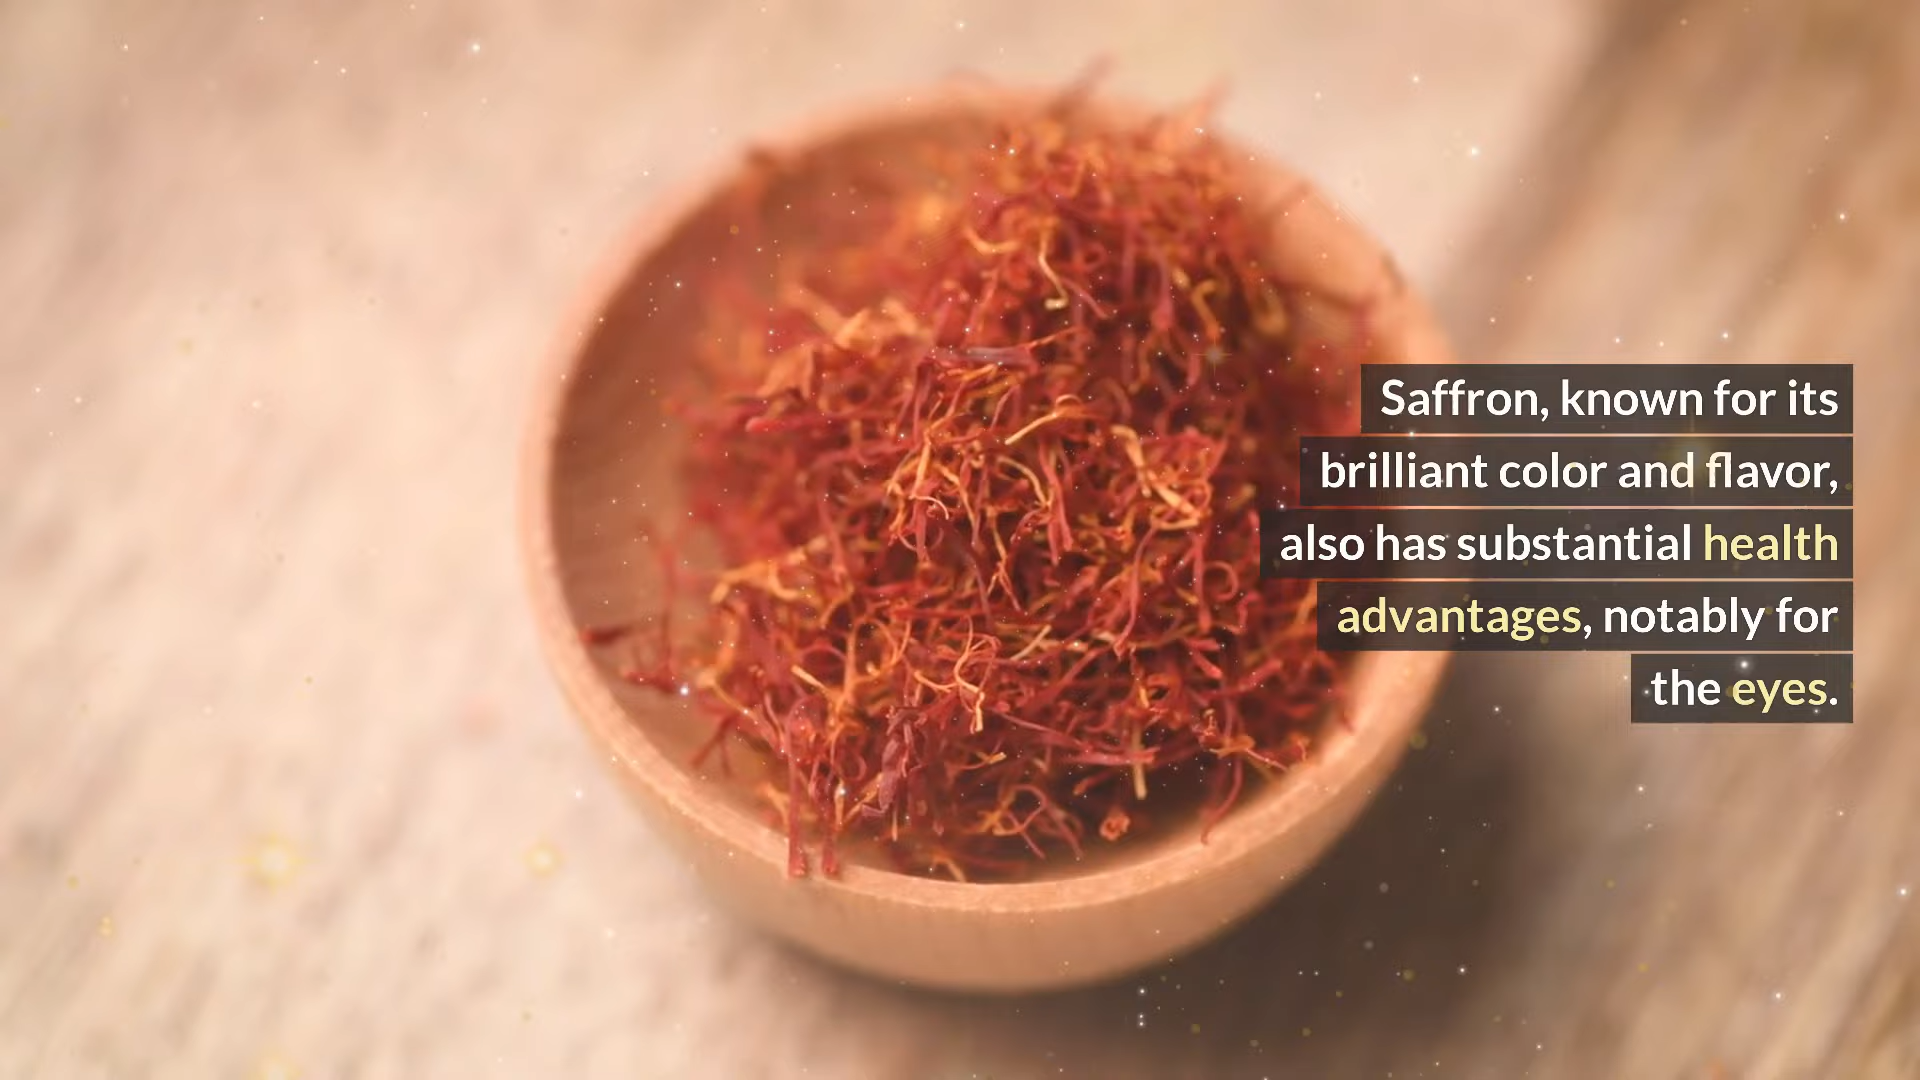 Saffron, known for its
brilliant color and flavor,
also has substantial health
advantages, notably for
the eyes.